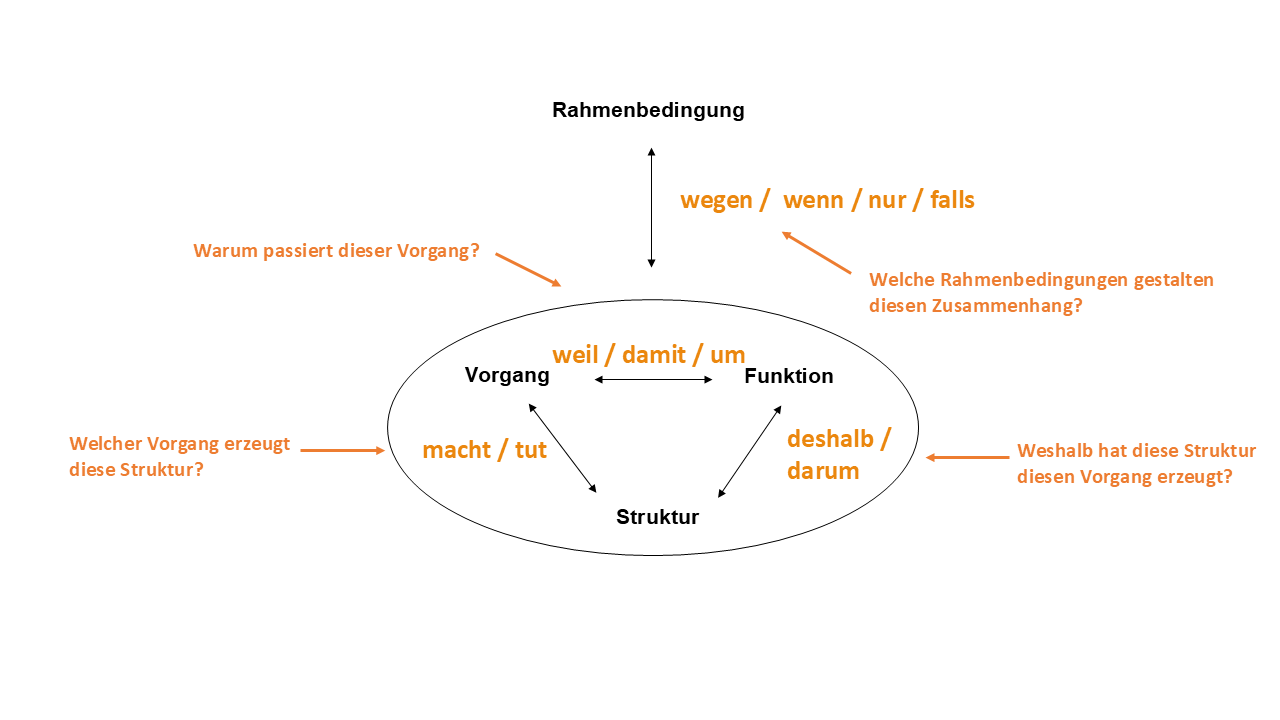 Rahmenbedingung
wegen /  wenn / nur / falls
Warum passiert dieser Vorgang?
Welche Rahmenbedingungen gestalten
diesen Zusammenhang?
weil / damit / um
Vorgang
Funktion
deshalb /
darum
macht / tut
Welcher Vorgang erzeugt
diese Struktur?
Weshalb hat diese Struktur
diesen Vorgang erzeugt?
Struktur